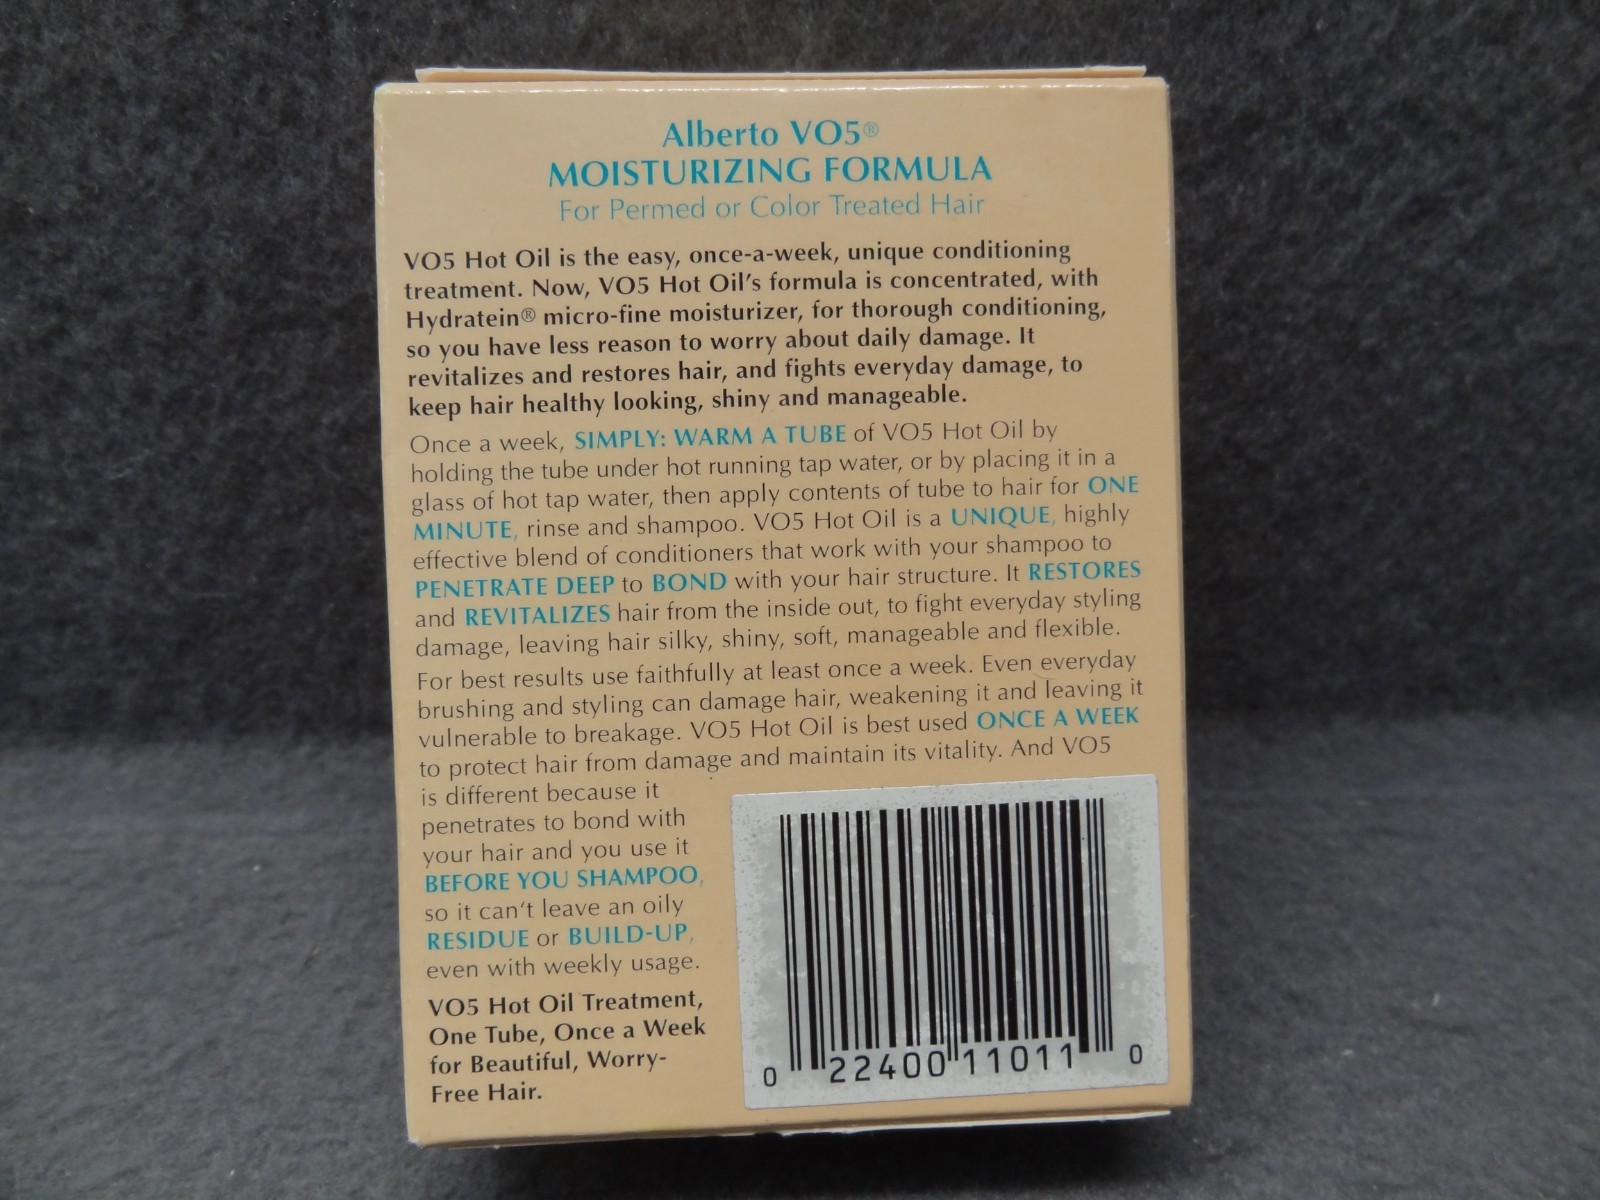 Alberto VO5®
MOISTURIZING FORMULA
For Permed or Color Treated Hair
VO5 Hot Oil is the easy, once-a-week, unique conditioning
treatment. Now, VO5 Hot Oil's formula is concentrated, with
Hydratein® micro-fine moisturizer, for thorough conditioning,
so you have less reason to worry about daily damage. It
revitalizes and restores hair, and fights everyday damage, to
keep hair healthy looking, shiny and manageable.
Once a week, SIMPLY: WARM A TUBE of VO5 Hot Oil by
holding the tube under hot running tap water, or by placing it in a
glass of hot tap water, then apply contents of tube to hair for ONE
MINUTE, rinse and shampoo. VO5 Hot Oil is a UNIQUE, highly
effective blend of conditioners that work with your shampoo to
PENETRATE DEEP to BOND with your hair structure. It RESTORES
and REVITALIZES hair from the inside out, to fight everyday styling
damage, leaving hair silky, shiny, soft, manageable and flexible.
For best results use faithfully at least once a week. Even everyday
brushing and styling can damage hair, weakening it and leaving it
vulnerable to breakage. VO5 Hot Oil is best used ONCE A WEEK
to protect hair from damage and maintain its vitality. And VO5
is different because it
penetrates to bond with
your hair and you use it
BEFORE YOU SHAMPOO,
so it can't leave an oily
RESIDUE or BUILD-UP,
even with weekly usage.
VO5 Hot Oil Treatment,
One Tube, Once a Week
for Beautiful, Worry-
Free Hair.
0 22400 11011 0